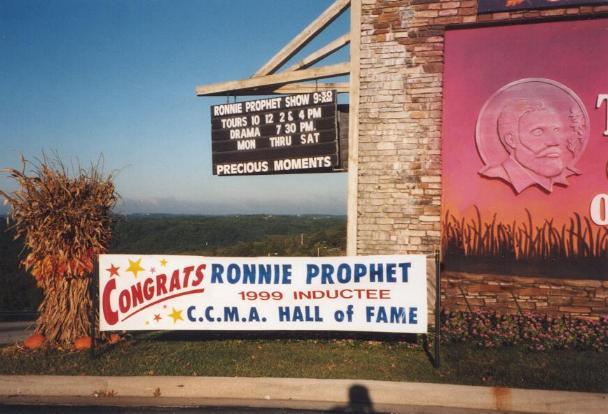 RONNIE PROPHET SHOW 9:30
TOURS 10 12 2 & 4 PM
DRAMA 7 30 PM.
MON THRU SAT
PRECIOUS MOMENTS
CONGRATS RONNIE PROPHET
1999 INDUCTEE
C.C.M.A. HALL of FAME